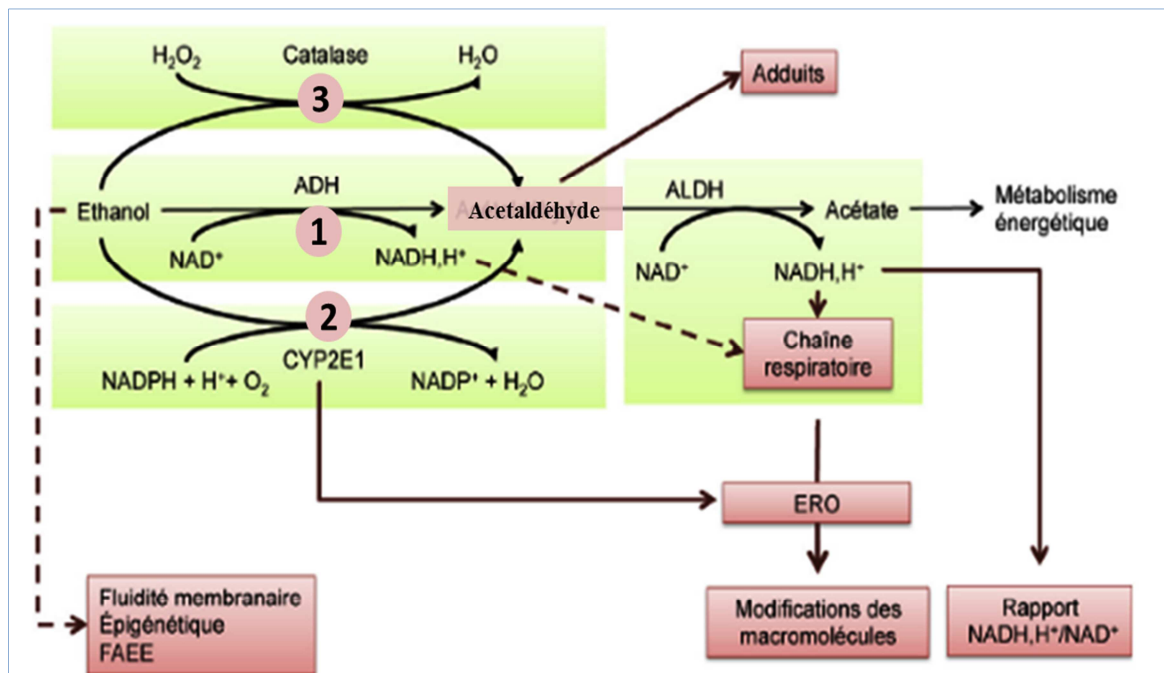 H₂O₂ Catalase H₂O
3
Adduits
ADH
Ethanol
Acetaldéhyde
1
NAD⁺
NADH,H⁺
ALDH
Acétate
Métabolisme
énergétique
NAD⁺
NADH,H⁺
2
CYP2E1
NADPH + H⁺+ O₂
NADP⁺ + H₂O
Chaîne
respiratoire
ERO
Fluidité membranaire
Épigénétique
FAEE
Modifications des
macromolécules
Rapport
NADH,H⁺/NAD⁺